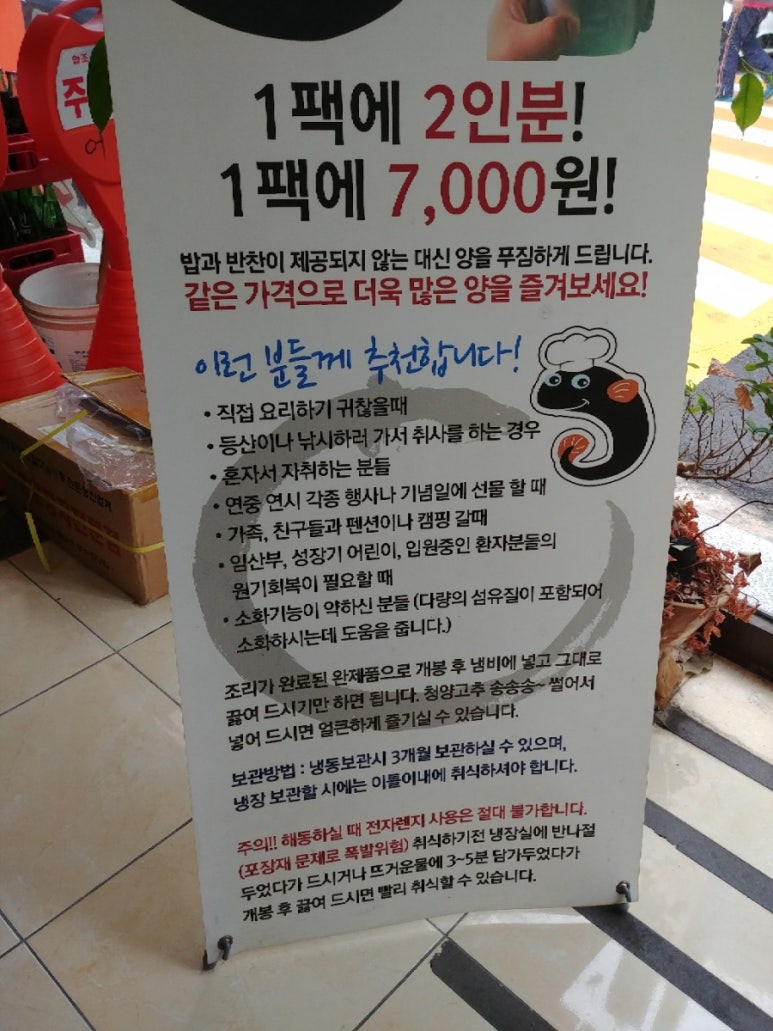 주
1팩에 2인분!
1팩에 7,000원!
밥과 반찬이 제공되지 않는 대신 양을 푸짐하게 드립니다.
같은 가격으로 더욱 많은 양을 즐겨보세요!
이런 분들께 추천합니다!
• 직접 요리하기 귀찮을때
• 등산이나 낚시하러 가서 취사를 하는 경우
• 혼자서 자취하는 분들
• 연중 연시 각종 행사나 기념일에 선물 할 때
• 가족, 친구들과 펜션이나 캠핑 갈때
• 임산부, 성장기 어린이, 입원중인 환자분들의
원기회복이 필요할 때
• 소화기능이 약하신 분들 (다량의 섬유질이 포함되어
소화하시는데 도움을 줍니다.)
조리가 완료된 완제품으로 개봉 후 냄비에 넣고 그대로
끓여 드시기만 하면 됩니다. 청양고추 송송송~ 썰어서
넣어 드시면 얼큰하게 즐기실 수 있습니다.
보관방법 : 냉동보관시 3개월 보관하실 수 있으며,
냉장 보관할 시에는 이틀이내에 취식하셔야 합니다.
주의!! 해동하실 때 전자렌지 사용은 절대 불가합니다.
(포장재 문제로 폭발위험) 취식하기전 냉장실에 반나절
두었다가 드시거나 뜨거운물에 3~5분 담가두었다가
개봉 후 끓여 드시면 빨리 취식할 수 있습니다.